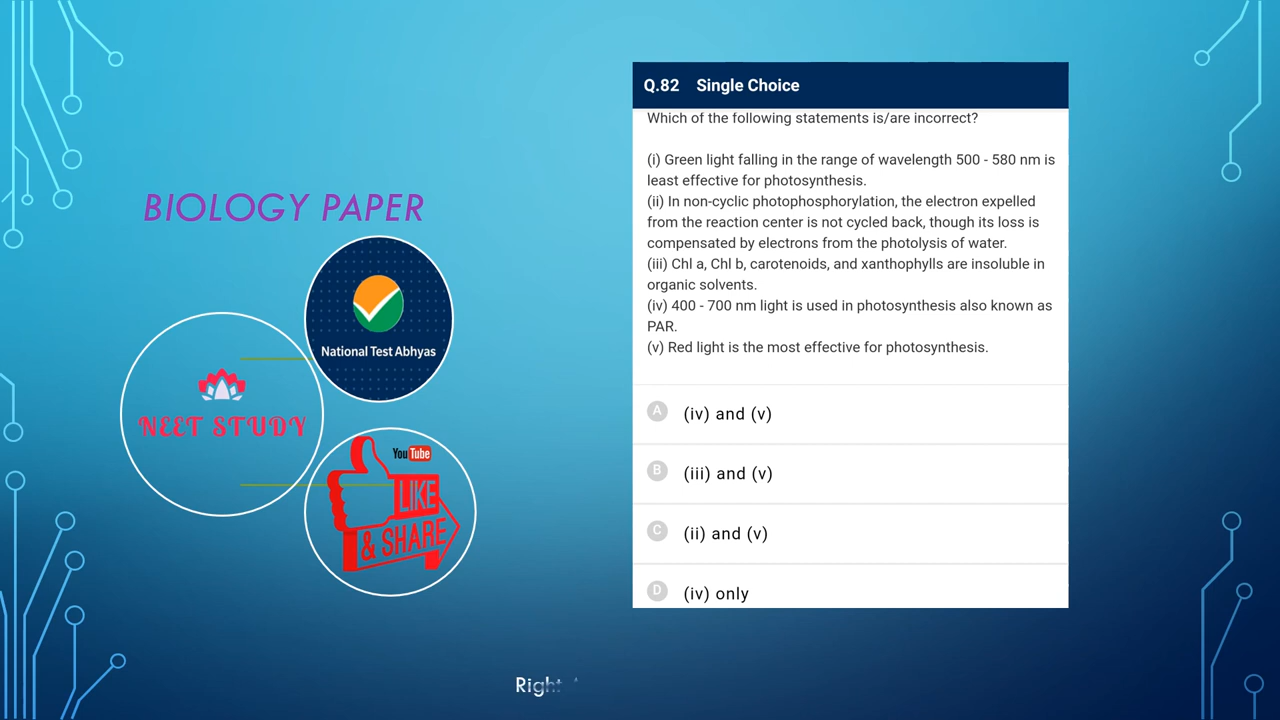 BIOLOGY PAPER
National Test Abhyas
NEET STUDY
YouTube
LIKE
& SHARE
Q.82 Single Choice
Which of the following statements is/are incorrect?
(i) Green light falling in the range of wavelength 500 - 580 nm is
least effective for photosynthesis.
(ii) In non-cyclic photophosphorylation, the electron expelled
from the reaction center is not cycled back, though its loss is
compensated by electrons from the photolysis of water.
(iii) Chl a, Chl b, carotenoids, and xanthophylls are insoluble in
organic solvents.
(iv) 400 - 700 nm light is used in photosynthesis also known as
PAR.
(v) Red light is the most effective for photosynthesis.
A (iv) and (v)
B (iii) and (v)
C (ii) and (v)
D (iv) only
Right